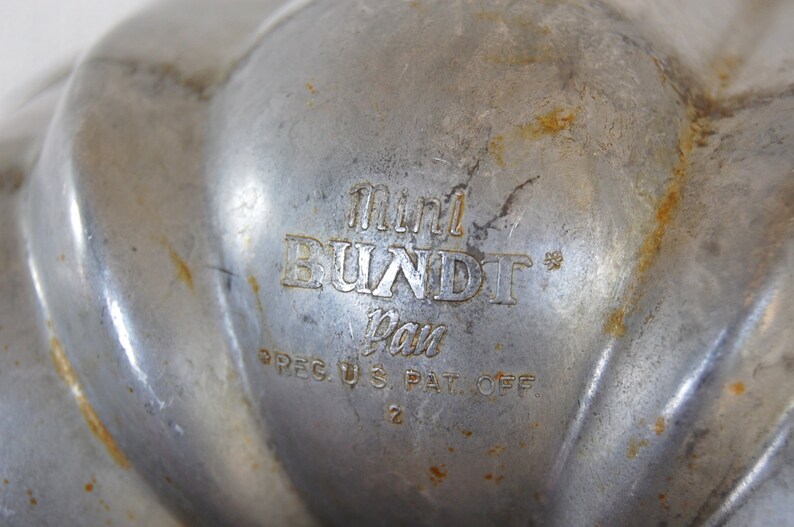 Mini
BUNDT*
Pan
*REG. U.S. PAT. OFF.
2